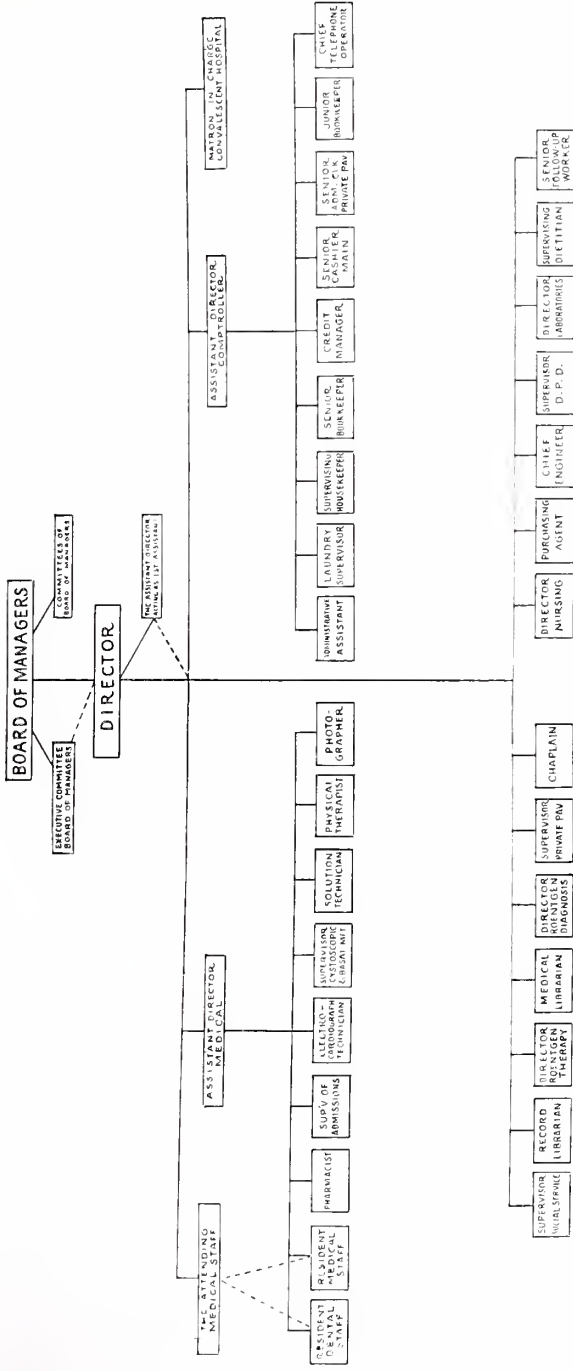 BOARD OF MANAGERS
EXECUTIVE COMMITTEE
BOARD OF MANAGERS
COMMITTEES OF
BOARD OF MANAGERS
DIRECTOR
THE ASSISTANT DIRECTOR
ACTING AS 1ST ASSISTANT
THE ATTENDING
MEDICAL STAFF
ASSISTANT DIRECTOR
MEDICAL
ASSISTANT DIRECTOR
COMPTROLLER
MATRON IN CHARGE
CONVALESCENT HOSPITAL
RESIDENT
DENTAL
STAFF
RESIDENT
MEDICAL
STAFF
PHARMACIST
SUP'V OF
ADMISSIONS
ELECTRO-
CARDIOGRAPH
TECHNICIAN
SUPERVISOR
CYSTOSCOPIC
& BASAL MET
SOLUTION
TECHNICIAN
PHYSICAL
THERAPIST
PHOTO-
GRAPHER
ADMINISTRATIVE
ASSISTANT
LAUNDRY
SUPERVISOR
SUPERVISING
HOUSEKEEPER
SENIOR
BOOKKEEPER
CREDIT
MANAGER
SENIOR
CASHIER
MAIN
SENIOR
ADM. CLK
PRIVATE PAV
JUNIOR
BOOKKEEPER
CHIEF
TELEPHONE
OPERATOR
SUPERVISOR
SOCIAL SERVICE
RECORD
LIBRARIAN
DIRECTOR
ROENTGEN
THERAPY
MEDICAL
LIBRARIAN
DIRECTOR
ROENTGEN
DIAGNOSIS
SUPERVISOR
PRIVATE PAV
CHAPLAIN
DIRECTOR
NURSING
PURCHASING
AGENT
CHIEF
ENGINEER
SUPERVISOR
D. P. D.
DIRECTOR
LABORATORIES
SUPERVISING
DIETITIAN
SENIOR
FOLLOW-UP
WORKER